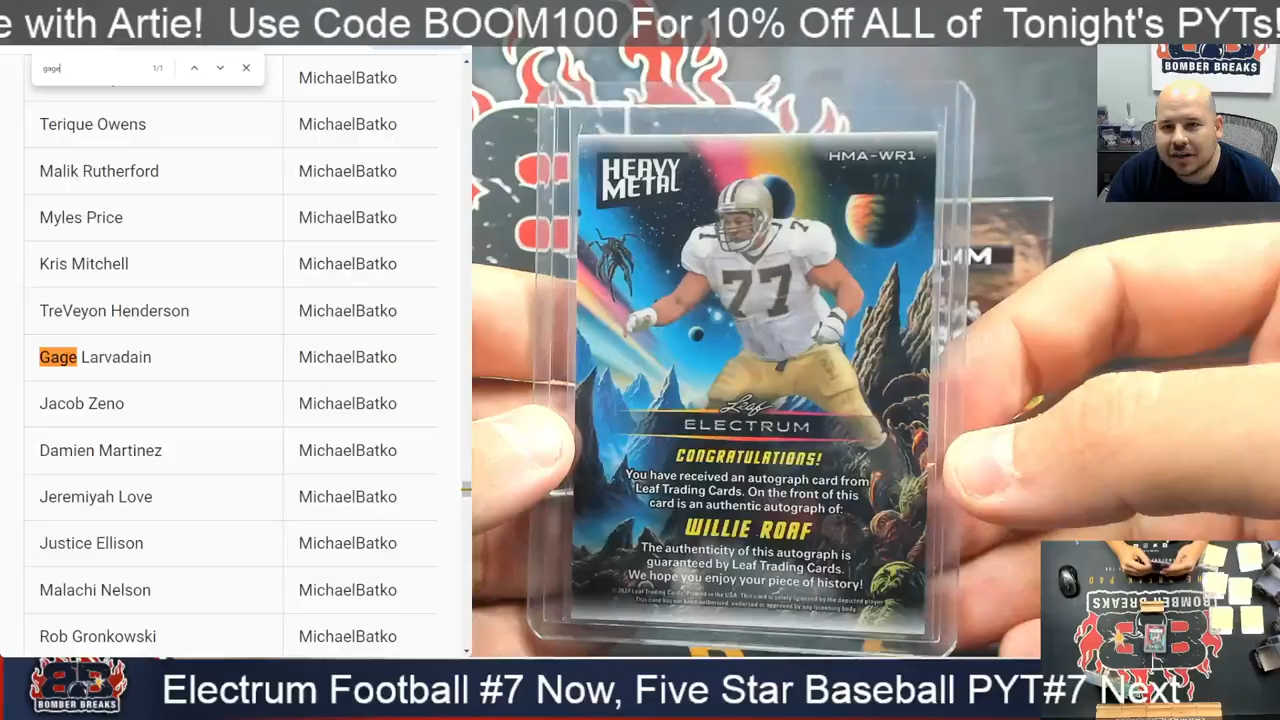 e with Artie!  Use Code BOOM100 For 10% Off ALL of  Tonight's PYTs!
gage
1/1
MichaelBatko
Terique Owens MichaelBatko
Malik Rutherford MichaelBatko
Myles Price MichaelBatko
Kris Mitchell MichaelBatko
TreVeyon Henderson MichaelBatko
Gage Larvadain MichaelBatko
Jacob Zeno MichaelBatko
Damien Martinez MichaelBatko
Jeremiyah Love MichaelBatko
Justice Ellison MichaelBatko
Malachi Nelson MichaelBatko
Rob Gronkowski MichaelBatko
HEAVY
METAL
HMA-WR1
1/1
77
77
Leaf
ELECTRUM
CONGRATULATIONS!
You have received an autograph card from
Leaf Trading Cards. On the front of this
card is an authentic autograph of:
WILLIE ROAF
The authenticity of this autograph is
guaranteed by Leaf Trading Cards.
We hope you enjoy your piece of history!
BOMBER BREAKS
BOMBER BREAKS
BOMBER BREAKS
Electrum Football #7 Now, Five Star Baseball PYT#7 Next